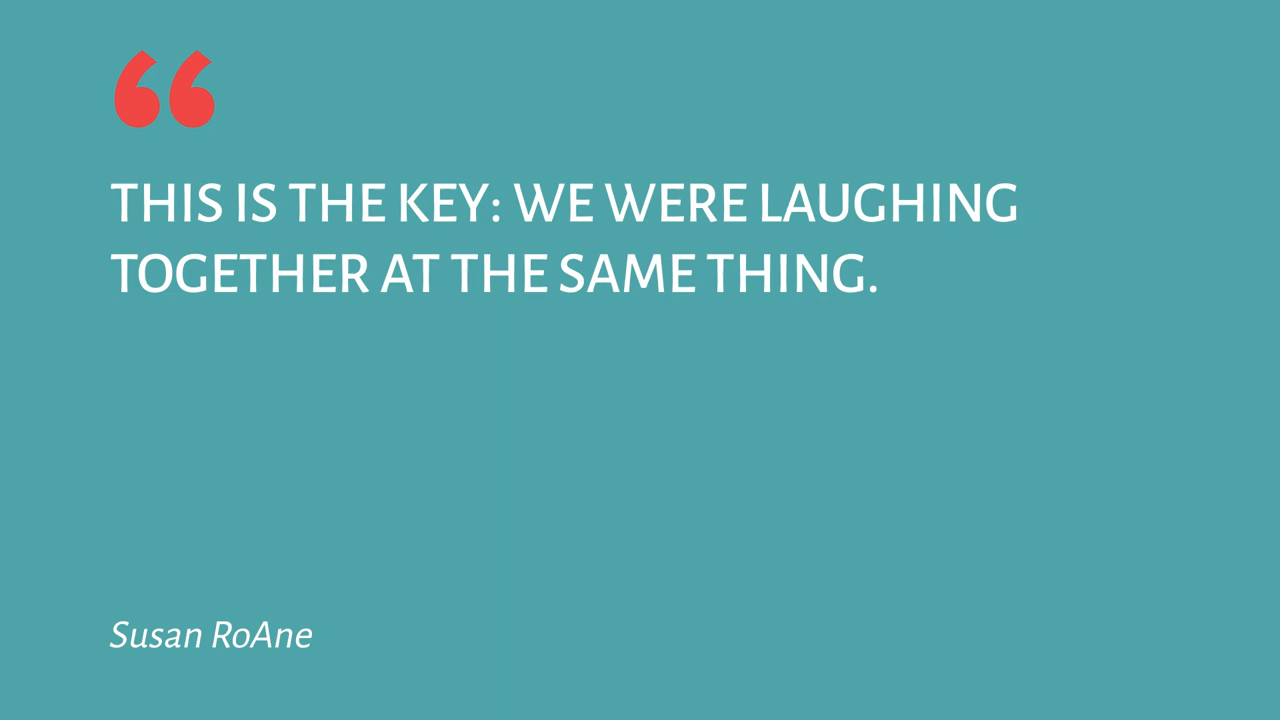 “
THIS IS THE KEY: WE WERE LAUGHING
TOGETHER AT THE SAME THING.
Susan RoAne